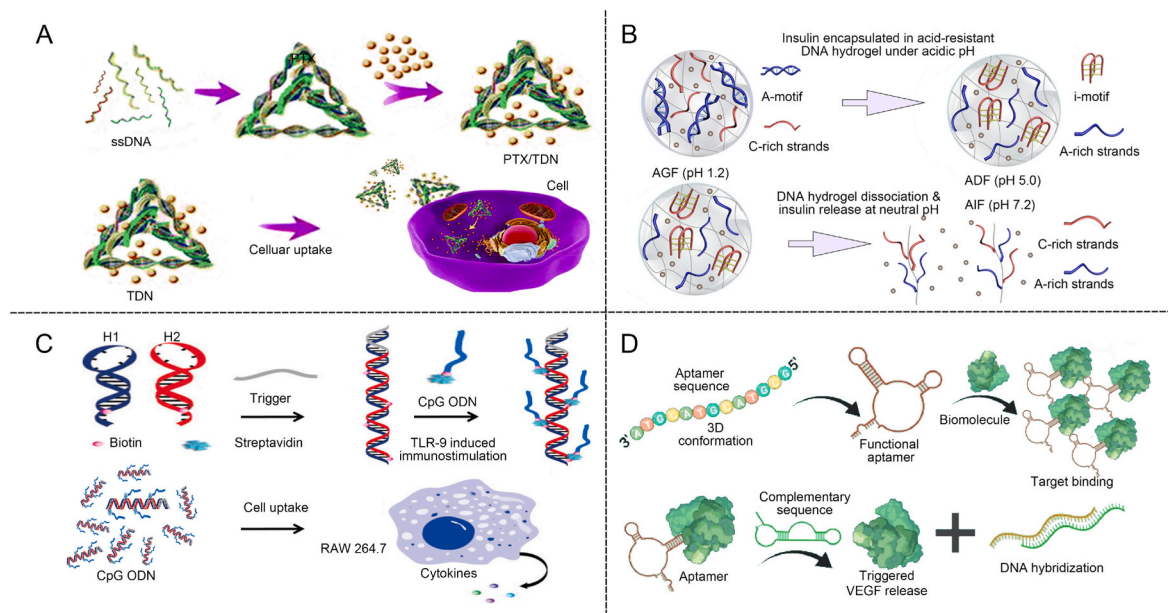 A
PTX
ssDNA
PTX/TDN
Cell
Celluar uptake
TDN
B
Insulin encapsulated in acid-resistant
DNA hydrogel under acidic pH
A-motif
C-rich strands
i-motif
A-rich strands
AGF (pH 1.2)
ADF (pH 5.0)
DNA hydrogel dissociation &
insulin release at neutral pH
AIF (pH 7.2)
C-rich strands
A-rich strands
C
H1
H2
Trigger
CpG ODN
Biotin
Streptavidin
TLR-9 induced
immunostimulation
Cell uptake
RAW 264.7
CpG ODN
Cytokines
D
Aptamer
sequence
5'
3'
3D
conformation
Functional
aptamer
Biomolecule
Target binding
Complementary
sequence
Aptamer
Triggered
VEGF release
DNA hybridization